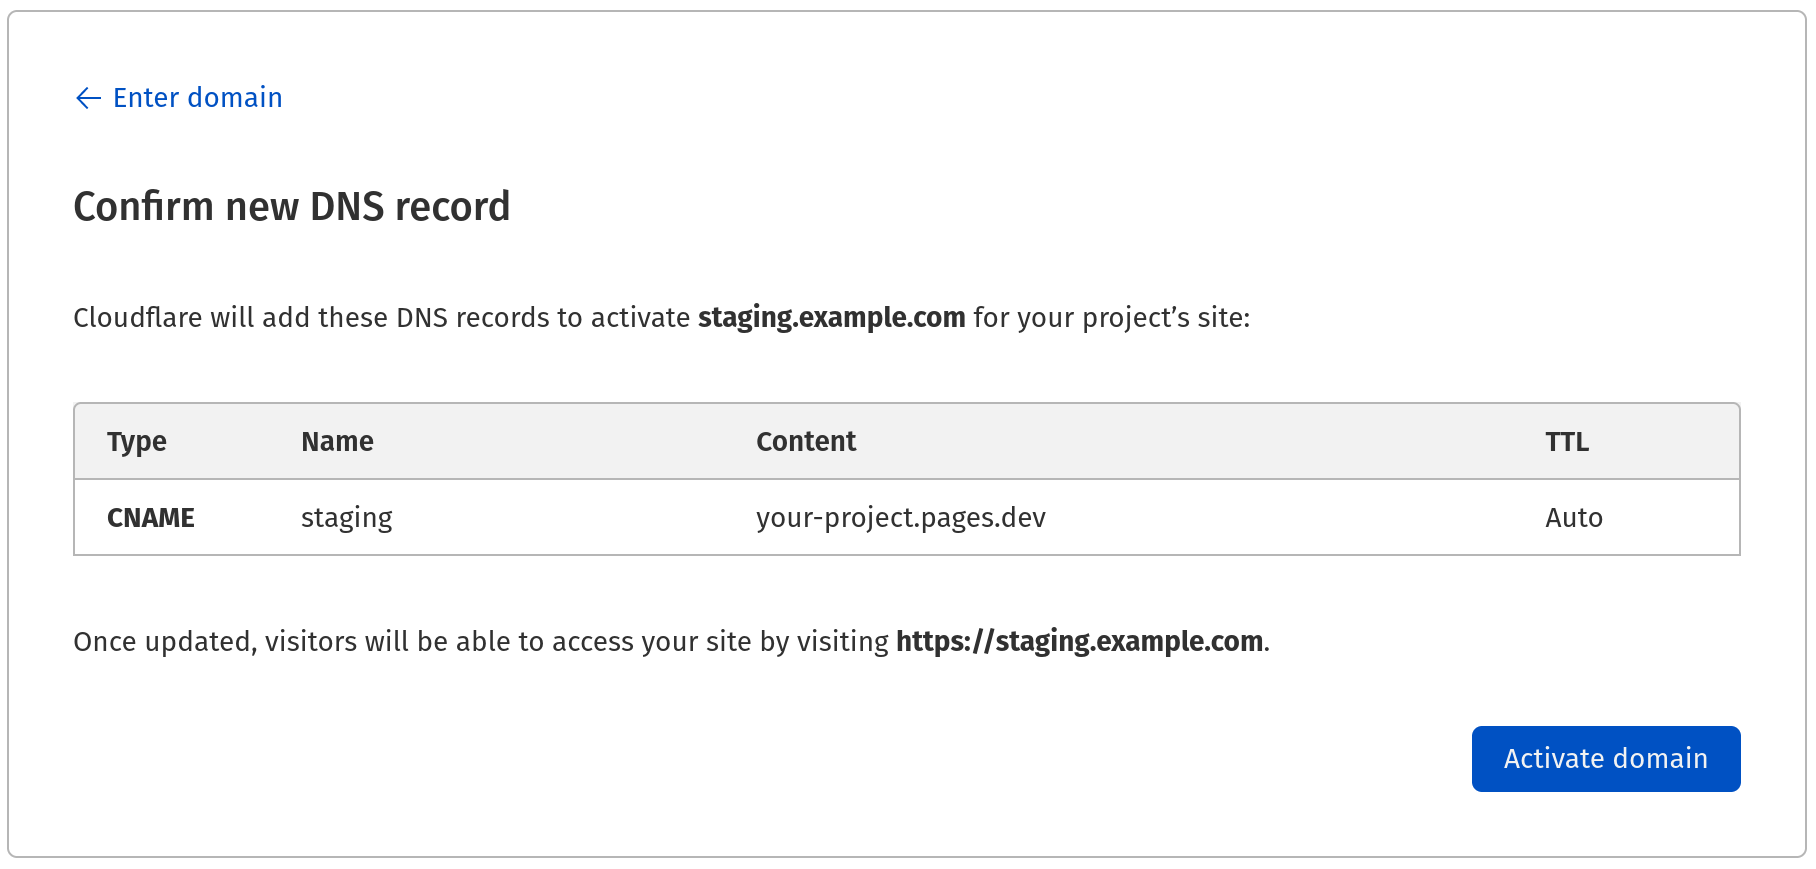 ← Enter domain
Confirm new DNS record
Cloudflare will add these DNS records to activate staging.example.com for your project’s site:
Type Name Content TTL
CNAME staging your-project.pages.dev Auto
Once updated, visitors will be able to access your site by visiting https://staging.example.com.
Activate domain